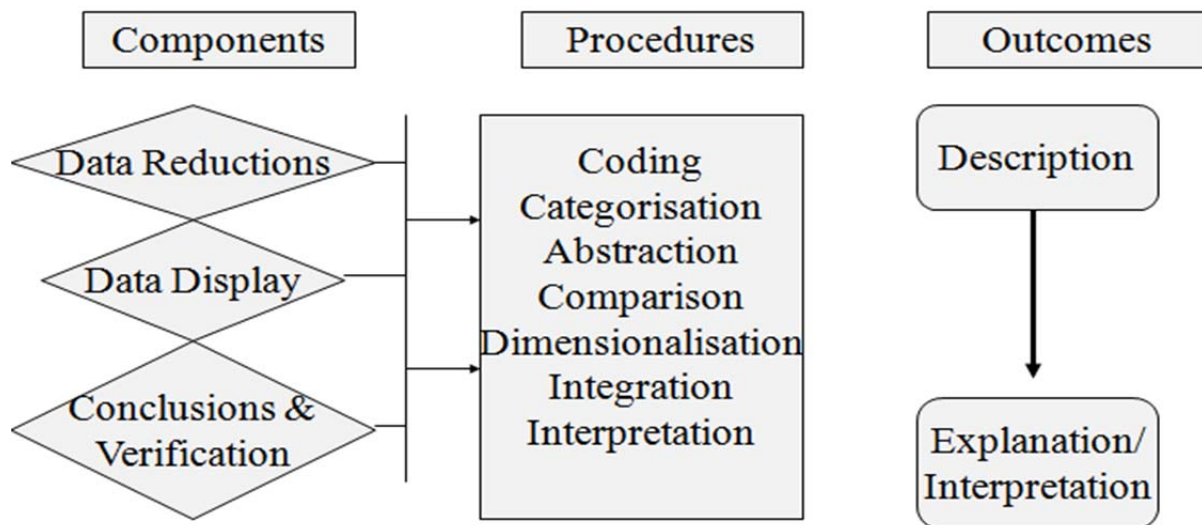 Components
Procedures
Outcomes
Data Reductions
Data Display
Conclusions &
Verification
Coding
Categorisation
Abstraction
Comparison
Dimensionalisation
Integration
Interpretation
Description
Explanation/
Interpretation